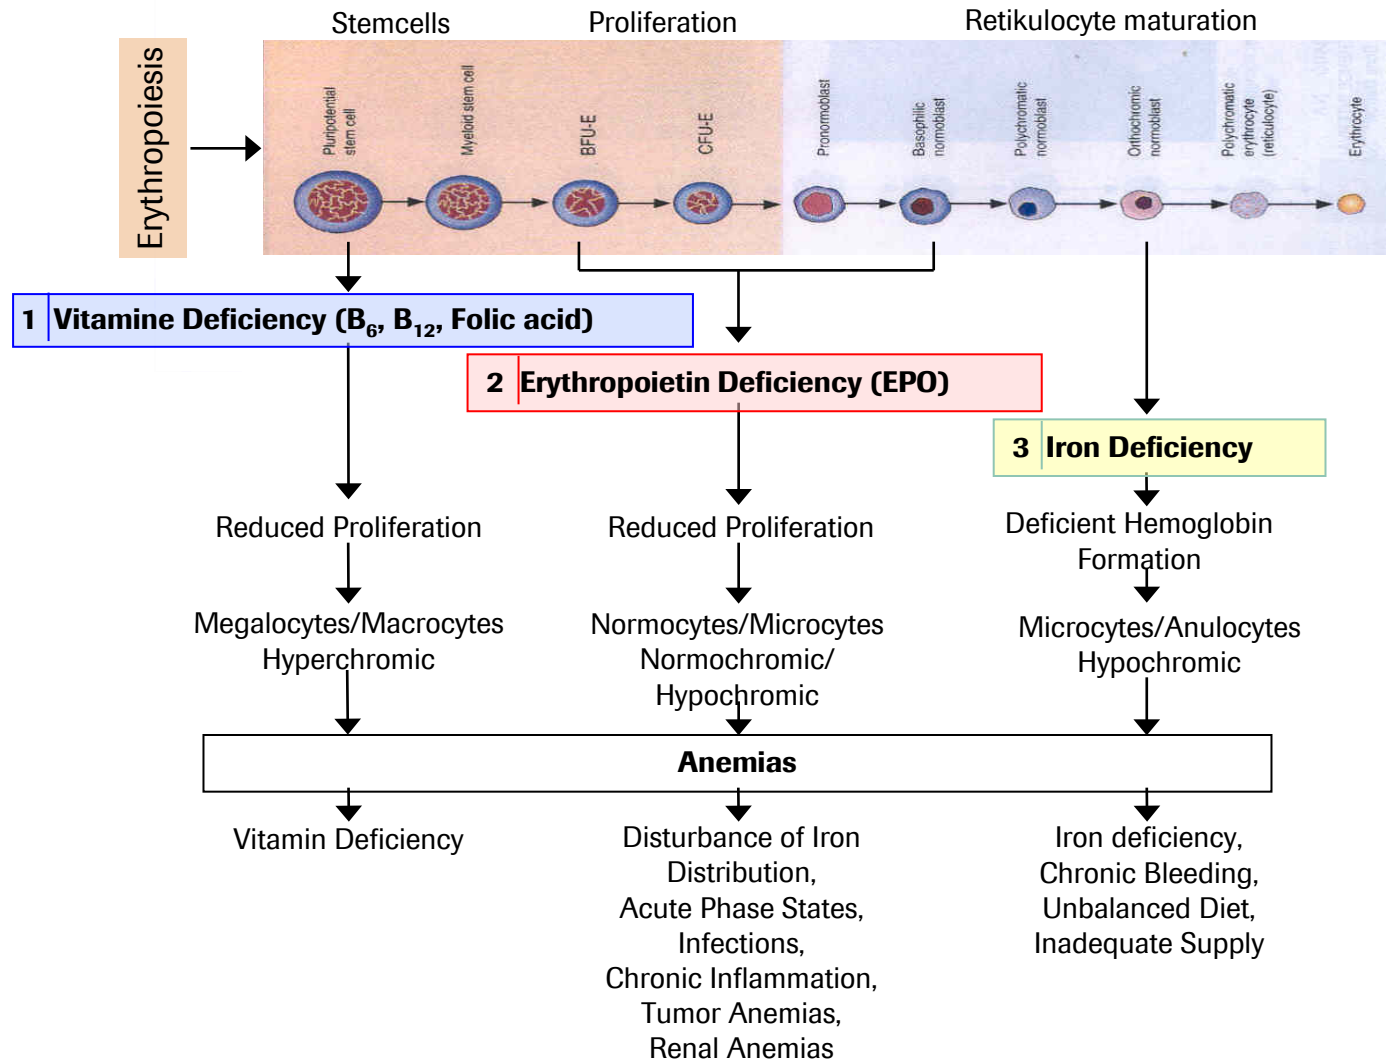 Stemcells
Proliferation
Retikulocyte maturation
Erythropoiesis
Pluripotential
stem cell
Myeloid stem cell
BFU-E
CFU-E
Pronormoblast
Basophilic
normoblast
Polychromatic
normoblast
Orthochromic
normoblast
Polychromatic
erythrocyte
(reticulocyte)
Erythrocyte
1 Vitamine Deficiency (B6, B12, Folic acid)
2 Erythropoietin Deficiency (EPO)
3 Iron Deficiency
Reduced Proliferation
Megalocytes/Macrocytes
Hyperchromic
Reduced Proliferation
Normocytes/Microcytes
Normochromic/
Hypochromic
Deficient Hemoglobin
Formation
Microcytes/Anulocytes
Hypochromic
Anemias
Vitamin Deficiency
Disturbance of Iron
Distribution,
Acute Phase States,
Infections,
Chronic Inflammation,
Tumor Anemias,
Renal Anemias
Iron deficiency,
Chronic Bleeding,
Unbalanced Diet,
Inadequate Supply